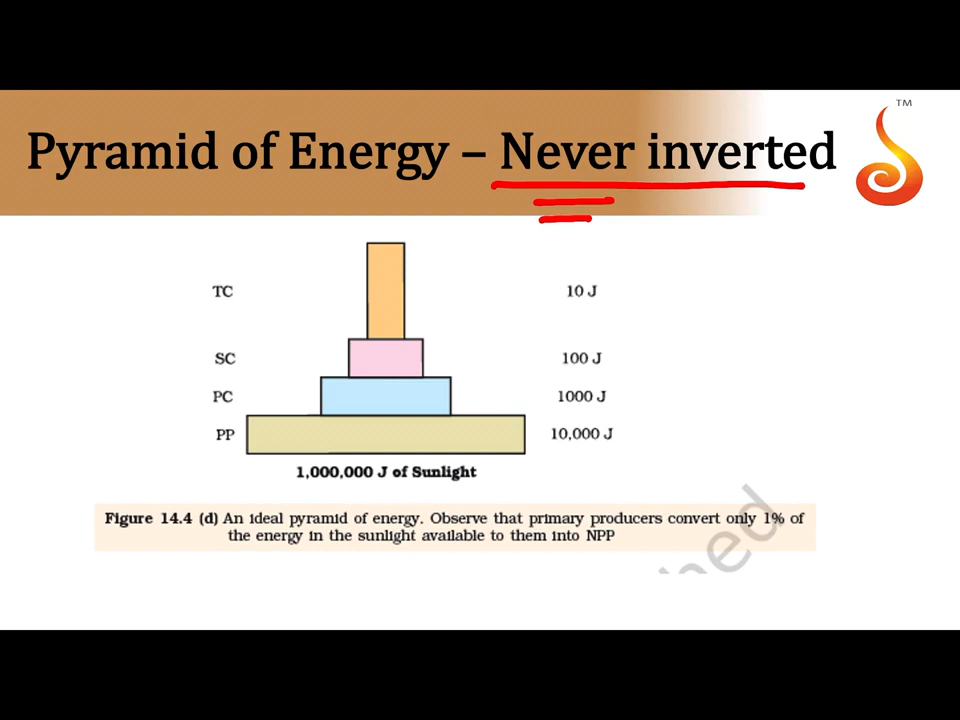 Pyramid of Energy – Never inverted
TM
TC 10 J
SC 100 J
PC 1000 J
PP 10,000 J
1,000,000 J of Sunlight
Figure 14.4 (d) An ideal pyramid of energy. Observe that primary producers convert only 1% of
the energy in the sunlight available to them into NPP